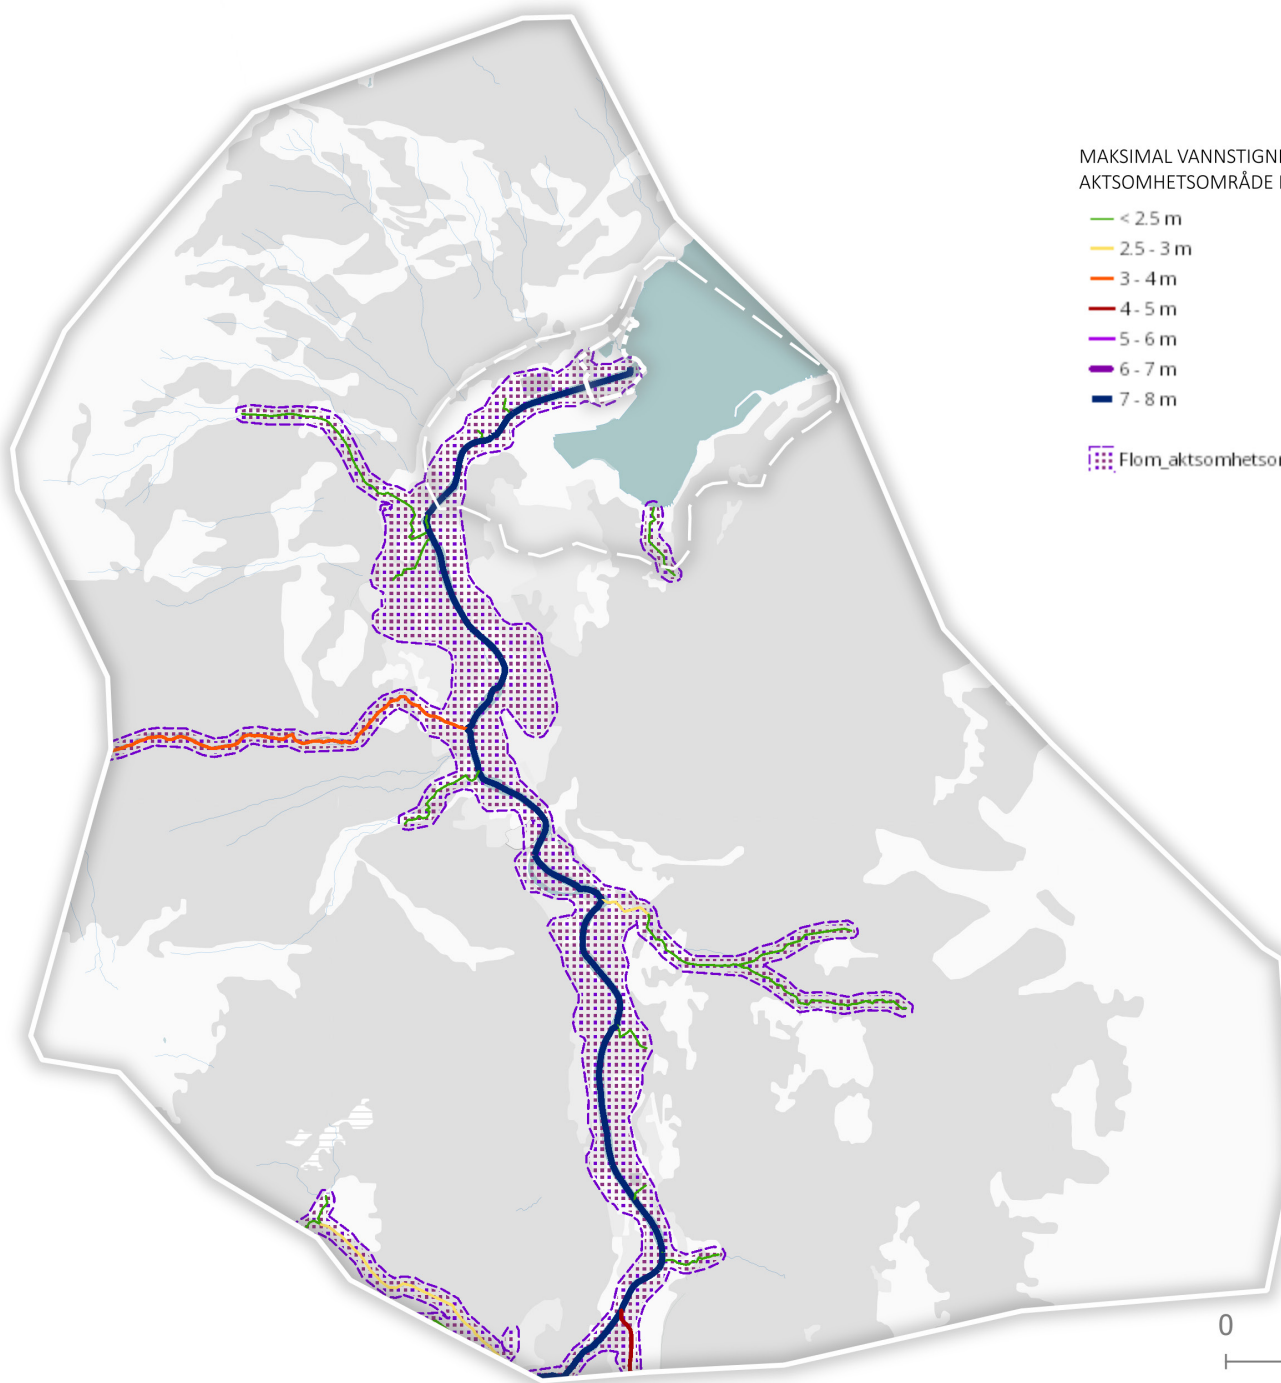 MAKSIMAL VANNSTIGNI
AKTSOMHETSOMRÅDE
< 2.5 m
2.5 - 3 m
3 - 4 m
4 - 5 m
5 - 6 m
6 - 7 m
7 - 8 m
Flom_aktsomhetsor
0